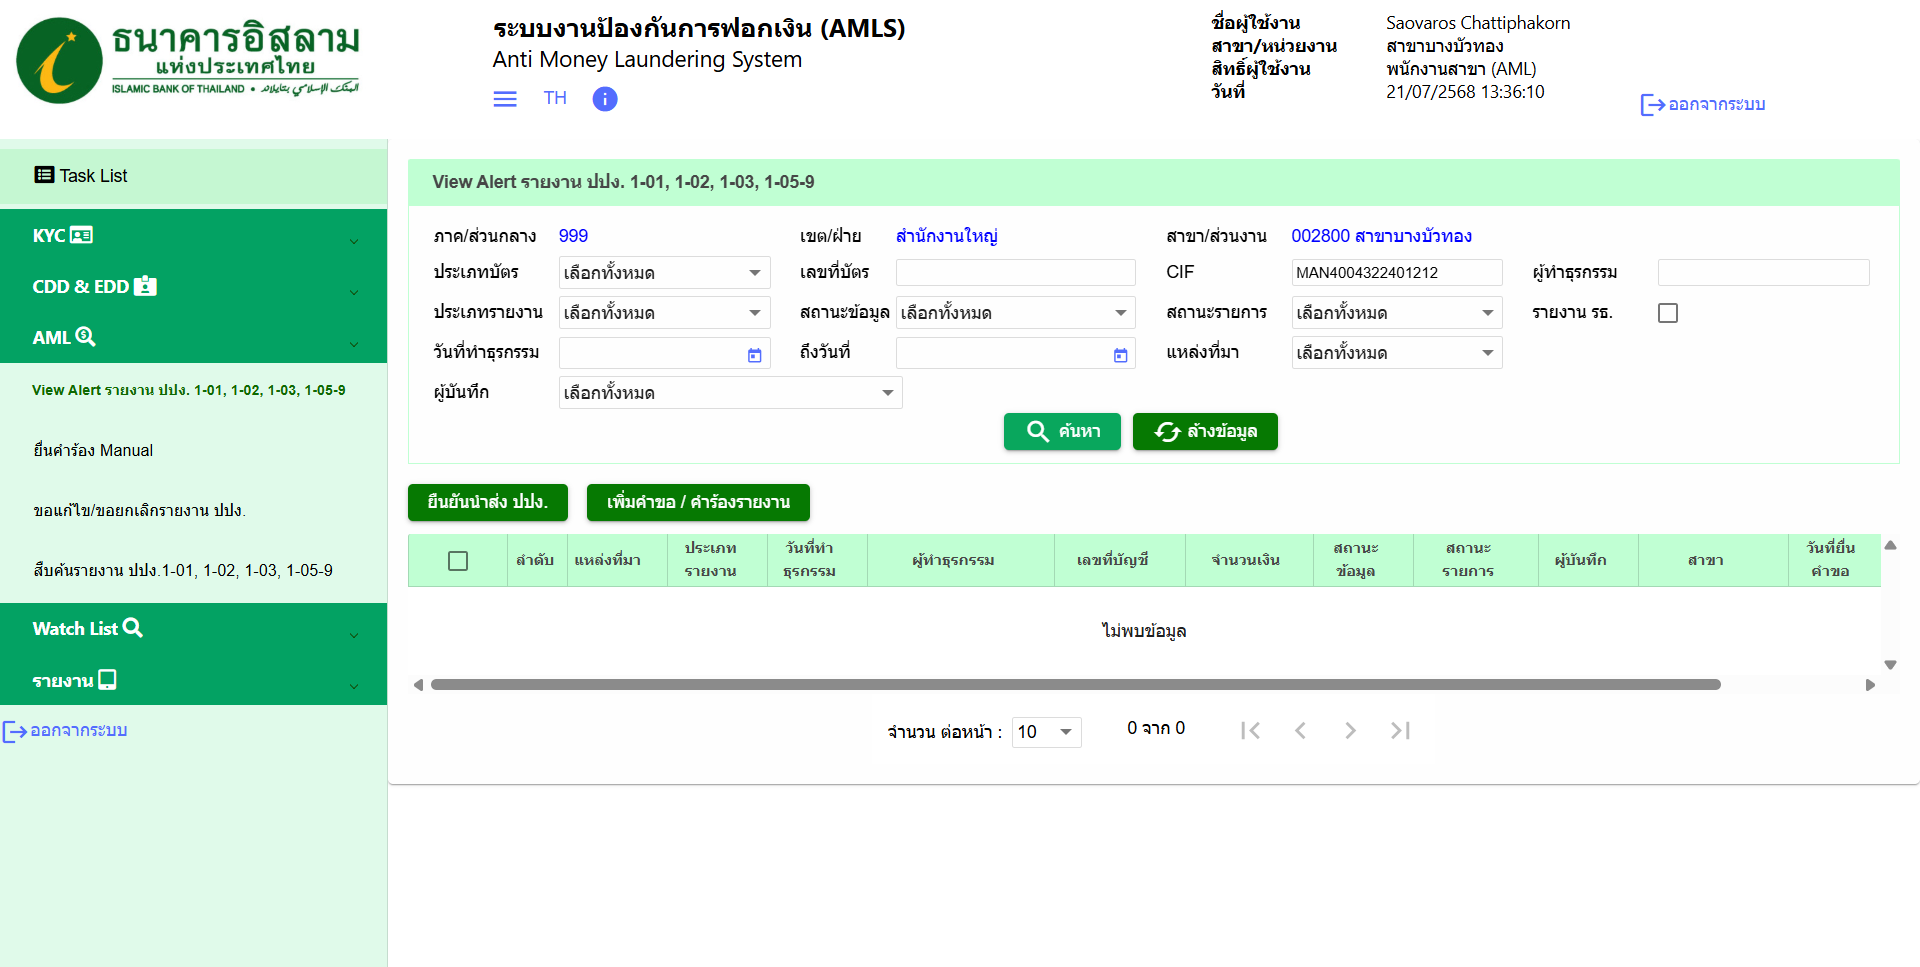 ธนาคารอิสลาม
แห่งประเทศไทย
ISLAMIC BANK OF THAILAND •
ระบบงานป้องกันการฟอกเงิน (AMLS)
Anti Money Laundering System
TH
ชื่อผู้ใช้งาน Saovaros Chattiphakorn
สาขา/หน่วยงาน สาขาบางบัวทอง
สิทธิ์ผู้ใช้งาน พนักงานสาขา (AML)
วันที่ 21/07/2568 13:36:10
ออกจากระบบ
Task List
KYC
CDD & EDD
AML
View Alert รายงาน ปปง. 1-01, 1-02, 1-03, 1-05-9
ยื่นคำร้อง Manual
ขอแก้ไข/ขอยกเลิกรายงาน ปปง.
สืบค้นรายงาน ปปง.1-01, 1-02, 1-03, 1-05-9
Watch List
รายงาน
ออกจากระบบ
View Alert รายงาน ปปง. 1-01, 1-02, 1-03, 1-05-9
ภาค/ส่วนกลาง 999 เขต/ฝ่าย สำนักงานใหญ่ สาขา/ส่วนงาน 002800 สาขาบางบัวทอง
ประเภทบัตร เลือกทั้งหมด เลขที่บัตร CIF MAN4004322401212 ผู้ทำธุรกรรม
ประเภทรายงาน เลือกทั้งหมด สถานะข้อมูล เลือกทั้งหมด สถานะรายการ เลือกทั้งหมด รายงาน รธ.
วันที่ทำธุรกรรม ถึงวันที่ แหล่งที่มา เลือกทั้งหมด
ผู้บันทึก เลือกทั้งหมด
ค้นหา ล้างข้อมูล
ยืนยันนำส่ง ปปง. เพิ่มคำขอ / คำร้องรายงาน
ลำดับ แหล่งที่มา ประเภทรายงาน วันที่ทำธุรกรรม ผู้ทำธุรกรรม เลขที่บัญชี จำนวนเงิน สถานะข้อมูล สถานะรายการ ผู้บันทึก สาขา วันที่ยื่นคำขอ
ไม่พบข้อมูล
จำนวน ต่อหน้า : 10 0 จาก 0